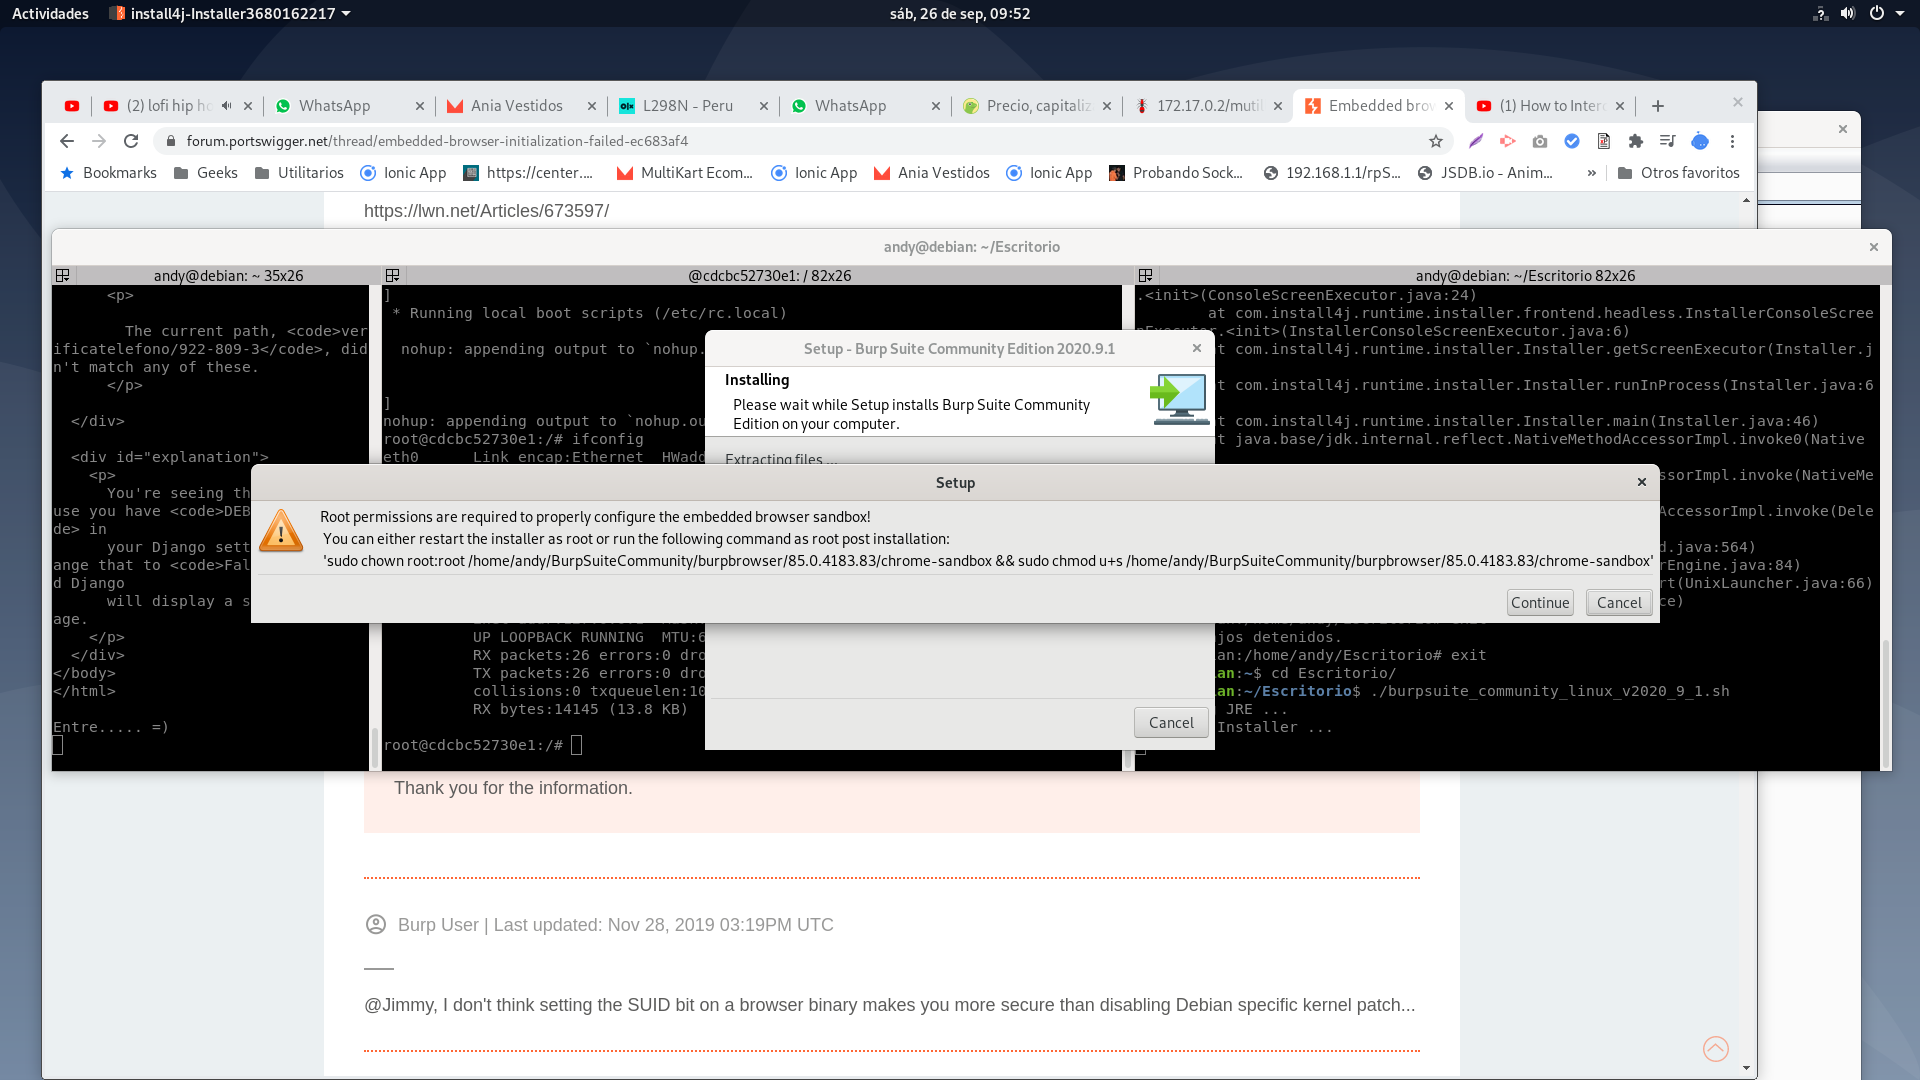 Actividades
install4j-Installer3680162217
sáb, 26 de sep, 09:52
(2) lofi hip ho
WhatsApp
Ania Vestidos
L298N - Peru
WhatsApp
Precio, capitaliz
172.17.0.2/mutil
Embedded brow
(1) How to Interc
forum.portswigger.net/thread/embedded-browser-initialization-failed-ec683af4
Bookmarks
Geeks
Utilitarios
Ionic App
https://center....
MultiKart Ecom...
Ionic App
Ania Vestidos
Ionic App
Probando Sock...
192.168.1.1/rpS...
JSDB.io - Anim...
»
Otros favoritos
https://lwn.net/Articles/673597/
andy@debian: ~/Escritorio
andy@debian: ~ 35x26
<p>
The current path, <code>ver
ificatelefono/922-809-3</code>, did
n't match any of these.
</p>
</div>
<div id="explanation">
<p>
You're seeing th
use you have <code>DEB
de> in
your Django sett
ange that to <code>Fal
d Django
will display a s
age.
</p>
</div>
</body>
</html>
Entre..... =)
@cdcbc52730e1: / 82x26
]
* Running local boot scripts (/etc/rc.local)
nohup: appending output to `nohup.
]
nohup: appending output to `nohup.ou
root@cdcbc52730e1:/# ifconfig
eth0 Link encap:Ethernet HWadd
UP LOOPBACK RUNNING MTU:6
RX packets:26 errors:0 dro
TX packets:26 errors:0 dro
collisions:0 txqueuelen:10
RX bytes:14145 (13.8 KB)
root@cdcbc52730e1:/#
andy@debian: ~/Escritorio 82x26
.<init>(ConsoleScreenExecutor.java:24)
at com.install4j.runtime.installer.frontend.headless.InstallerConsoleScree
nExecutor.<init>(InstallerConsoleScreenExecutor.java:6)
at com.install4j.runtime.installer.Installer.getScreenExecutor(Installer.j
t com.install4j.runtime.installer.Installer.runInProcess(Installer.java:6
t com.install4j.runtime.installer.Installer.main(Installer.java:46)
t java.base/jdk.internal.reflect.NativeMethodAccessorImpl.invoke0(Native
ssorImpl.invoke(NativeMe
AccessorImpl.invoke(Dele
d.java:564)
rEngine.java:84)
rt(UnixLauncher.java:66)
ce)
jos detenidos.
ian:/home/andy/Escritorio# exit
ian:~$ cd Escritorio/
ian:~/Escritorio$ ./burpsuite_community_linux_v2020_9_1.sh
JRE ...
Installer ...
Setup - Burp Suite Community Edition 2020.9.1
Installing
Please wait while Setup installs Burp Suite Community
Edition on your computer.
Extracting files ...
Cancel
Setup
Root permissions are required to properly configure the embedded browser sandbox!
You can either restart the installer as root or run the following command as root post installation:
'sudo chown root:root /home/andy/BurpSuiteCommunity/burpbrowser/85.0.4183.83/chrome-sandbox && sudo chmod u+s /home/andy/BurpSuiteCommunity/burpbrowser/85.0.4183.83/chrome-sandbox'
Continue
Cancel
Thank you for the information.
Burp User | Last updated: Nov 28, 2019 03:19PM UTC
@Jimmy, I don't think setting the SUID bit on a browser binary makes you more secure than disabling Debian specific kernel patch...